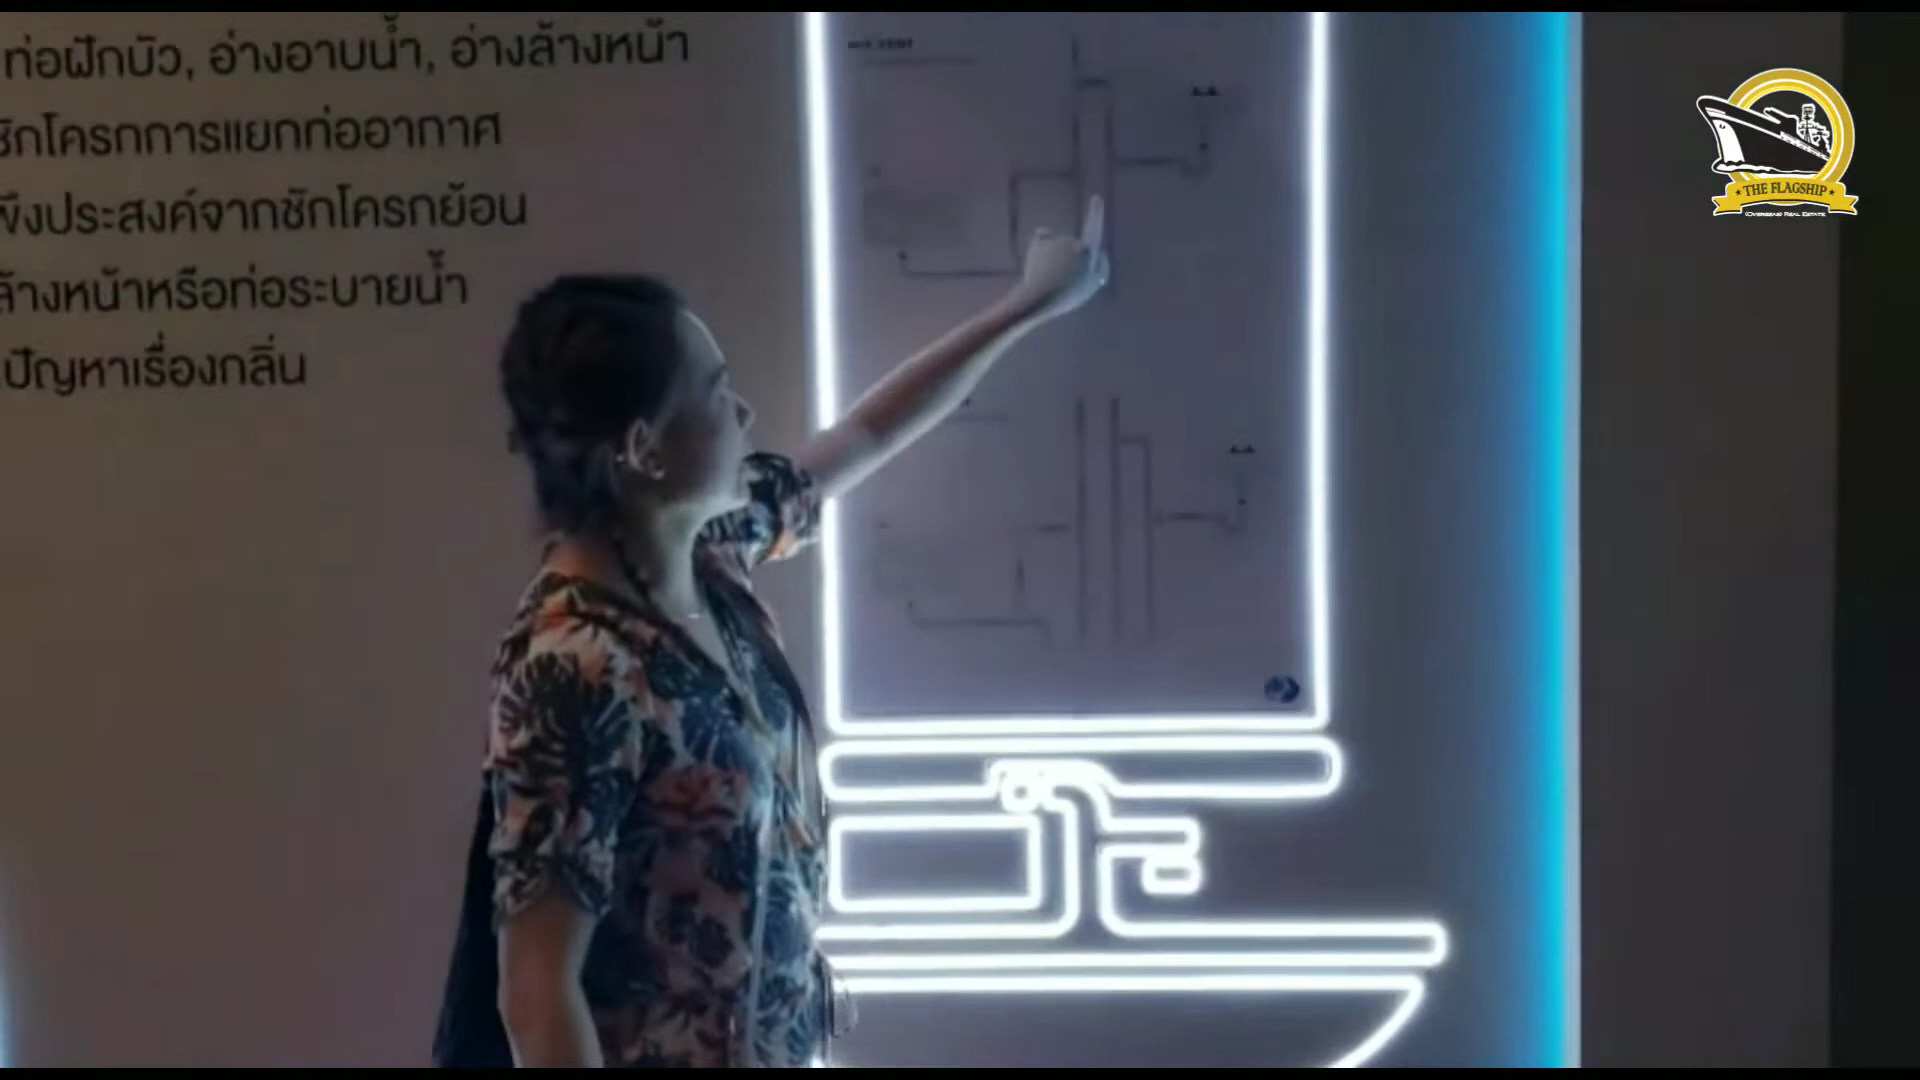 ท่อฝักบัว, อ่างอาบน้ำ, อ่างล้างหน้า
ชักโครกการแยกท่ออากาศ
พึงประสงค์จากชักโครกย้อน
ล้างหน้าหรือท่อระบายน้ำ
ปัญหาเรื่องกลิ่น
THE FLAGSHIP
(OVERSEAS) REAL ESTATE